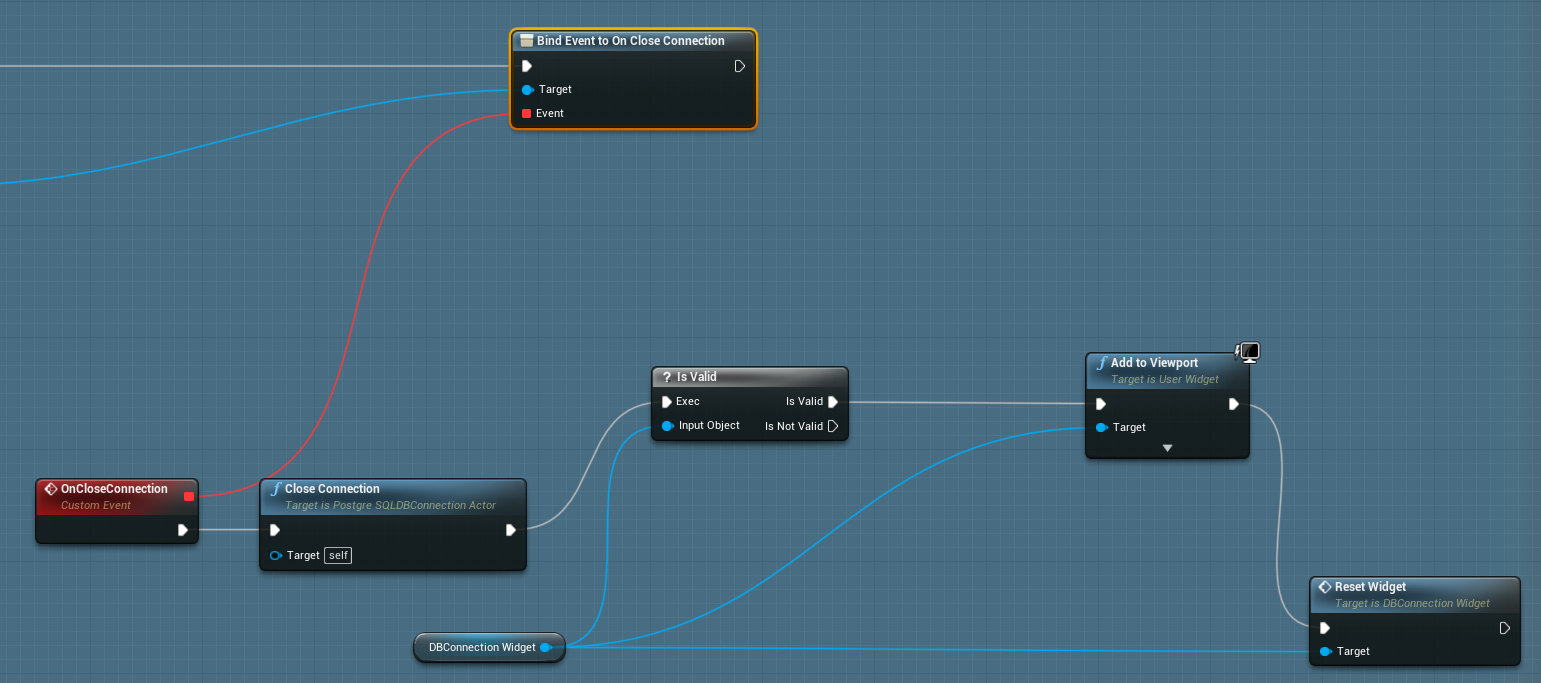 Bind Event to On Close Connection
Target
Event
? Is Valid
Exec
Is Valid
Input Object
Is Not Valid
f Add to Viewport
Target is User Widget
Target
OnCloseConnection
Custom Event
f Close Connection
Target is Postgre SQLDBConnection Actor
Target self
DBConnection Widget
Reset Widget
Target is DBConnection Widget
Target